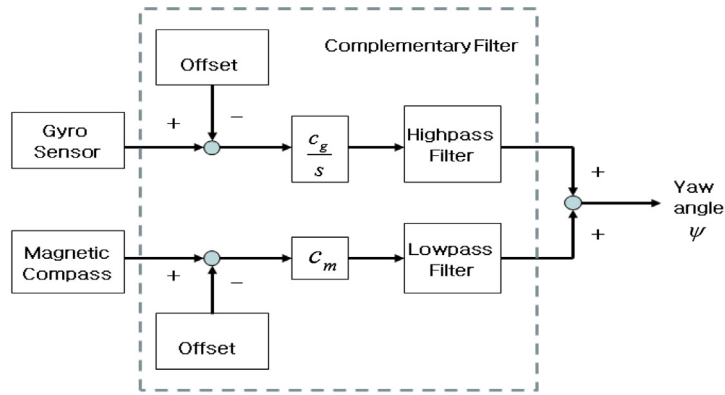 Complementary Filter
Offset
+
−
Gyro
Sensor
c_g
s
Highpass
Filter
+
Yaw
angle
ψ
+
Magnetic
Compass
+
−
c_m
Lowpass
Filter
Offset